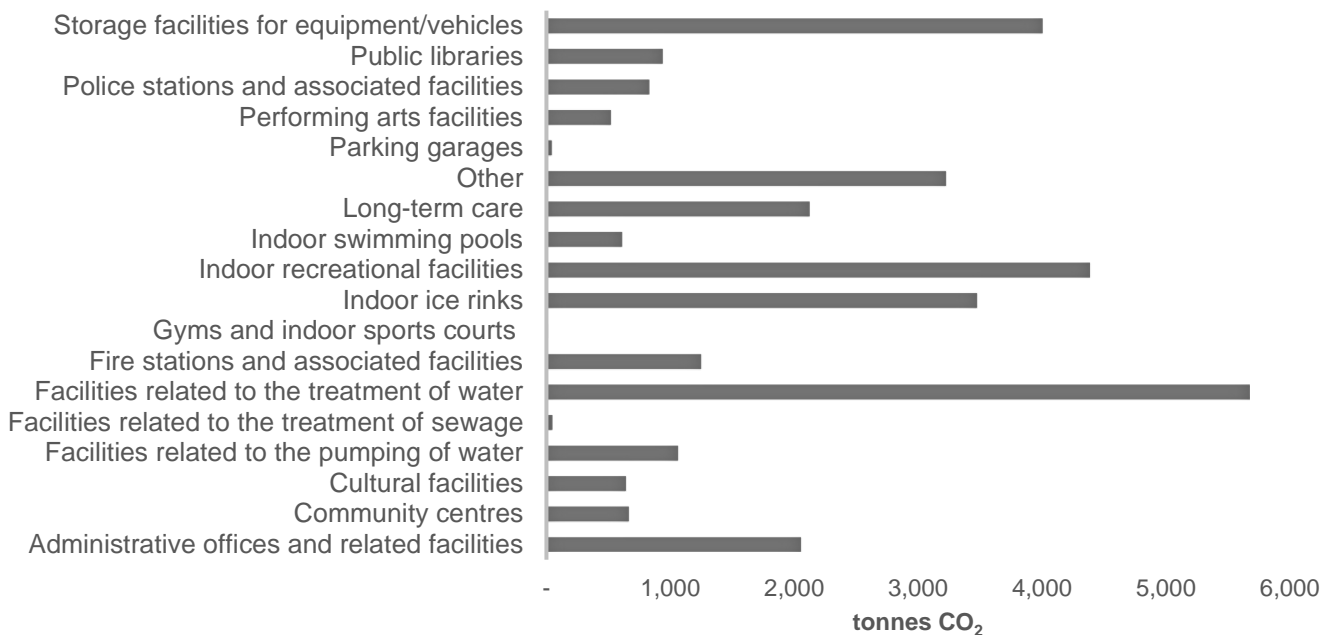 Storage facilities for equipment/vehicles
Public libraries
Police stations and associated facilities
Performing arts facilities
Parking garages
Other
Long-term care
Indoor swimming pools
Indoor recreational facilities
Indoor ice rinks
Gyms and indoor sports courts
Fire stations and associated facilities
Facilities related to the treatment of water
Facilities related to the treatment of sewage
Facilities related to the pumping of water
Cultural facilities
Community centres
Administrative offices and related facilities
- 1,000 2,000 3,000 4,000 5,000 6,000
tonnes CO₂